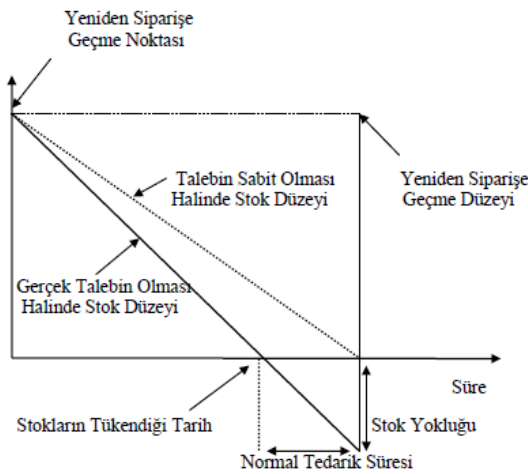 Yeniden Siparişe
Geçme Noktası
Talebin Sabit Olması
Halinde Stok Düzeyi
Yeniden Siparişe
Geçme Düzeyi
Gerçek Talebin Olması
Halinde Stok Düzeyi
Süre
Stokların Tükendiği Tarih
Stok Yokluğu
Normal Tedarik Süresi